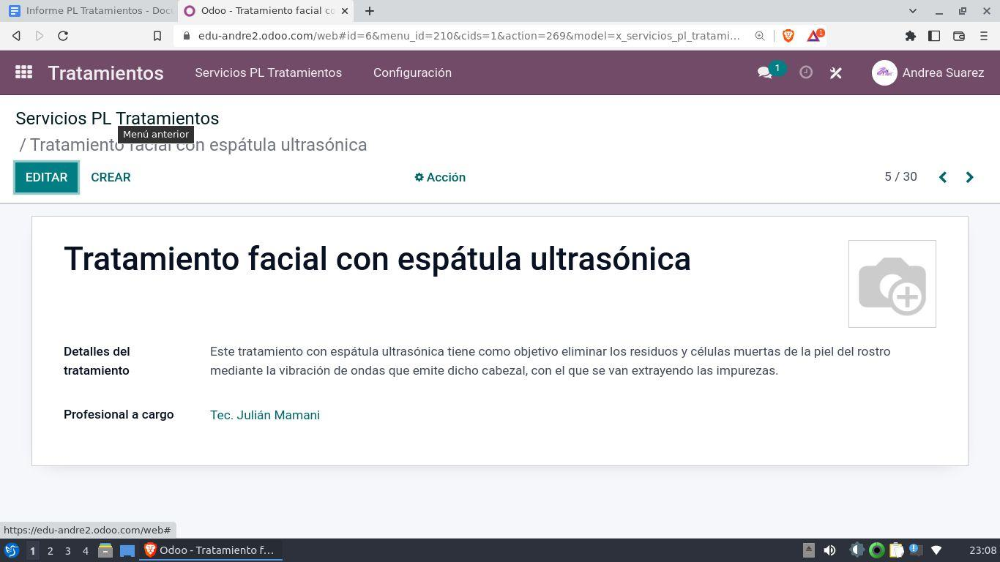 Informe PL Tratamientos - Docu
Odoo - Tratamiento facial co
edu-andre2.odoo.com/web#id=6&menu_id=210&cids=1&action=269&model=x_servicios_pl_tratami...
1
Tratamientos
Servicios PL Tratamientos
Configuración
1
Andrea Suarez
Servicios PL Tratamientos
Menú anterior
/ Tratamiento facial con espátula ultrasónica
EDITAR
CREAR
Acción
5 / 30
Tratamiento facial con espátula ultrasónica
Detalles del tratamiento
Este tratamiento con espátula ultrasónica tiene como objetivo eliminar los residuos y células muertas de la piel del rostro
mediante la vibración de ondas que emite dicho cabezal, con el que se van extrayendo las impurezas.
Profesional a cargo
Tec. Julián Mamani
https://edu-andre2.odoo.com/web#
1 2 3 4
Odoo - Tratamiento f...
23:08